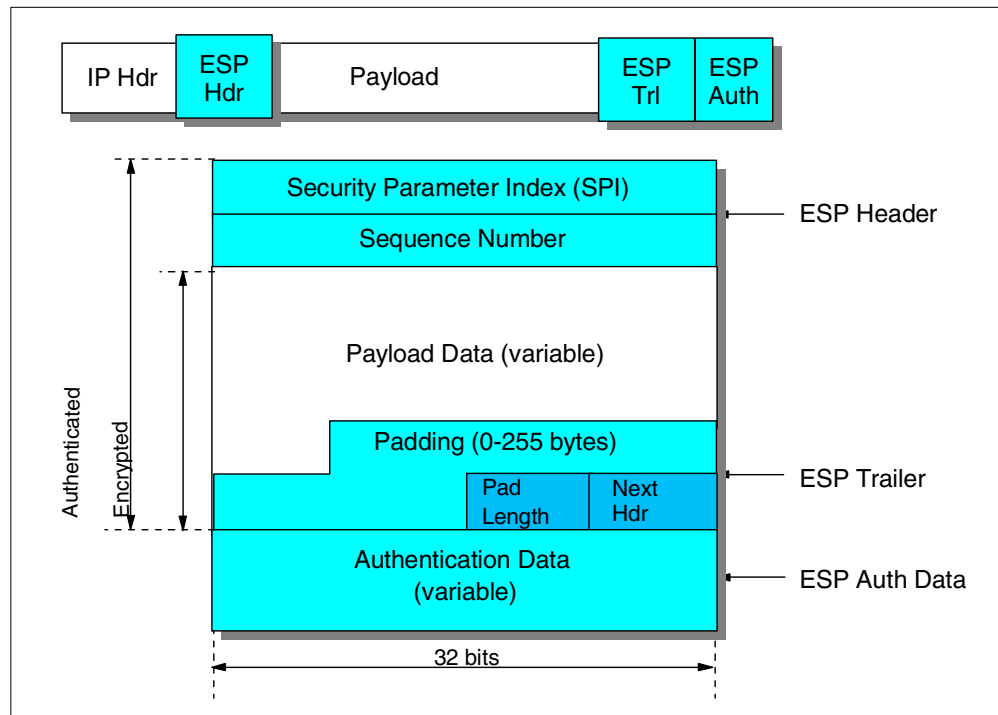 IP Hdr
ESP
Hdr
Payload
ESP
Trl
ESP
Auth
Security Parameter Index (SPI)
ESP Header
Sequence Number
Payload Data (variable)
Authenticated
Encrypted
Padding (0-255 bytes)
Pad
Length
Next
Hdr
ESP Trailer
Authentication Data
(variable)
ESP Auth Data
32 bits